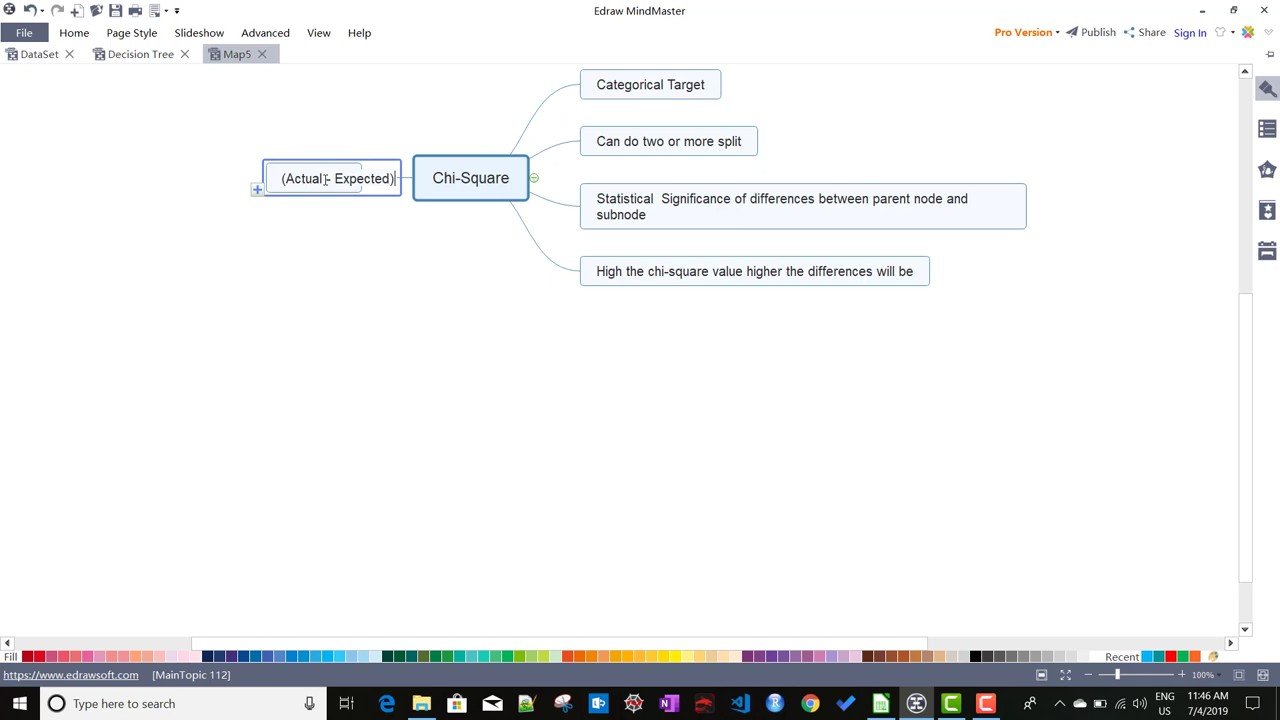 Edraw MindMaster
File Home Page Style Slideshow Advanced View Help
Pro Version Publish Share Sign In
DataSet Decision Tree Map5
Categorical Target
Can do two or more split
(Actual - Expected)
Chi-Square
Statistical  Significance of differences between parent node and
subnode
High the chi-square value higher the differences will be
Fill
Recent
https://www.edrawsoft.com [MainTopic 112]
100%
Type here to search
ENG
US
11:46 AM
7/4/2019